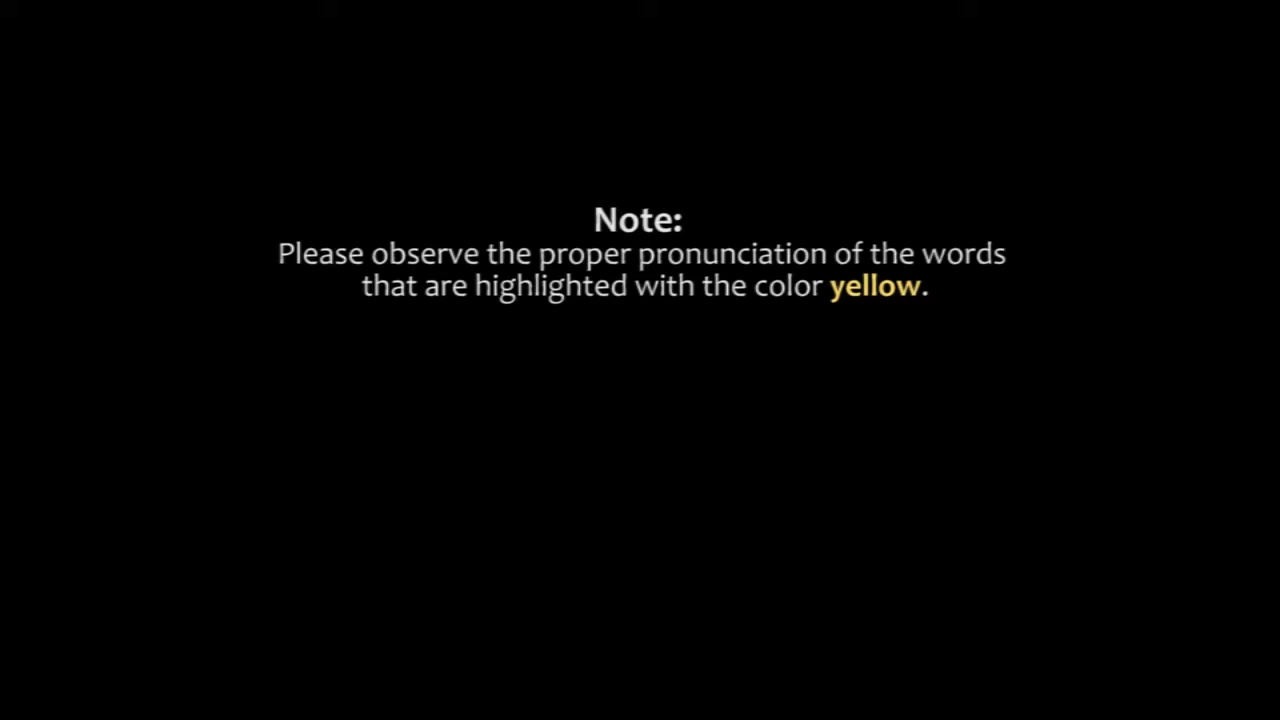 Note:
Please observe the proper pronunciation of the words
that are highlighted with the color yellow.